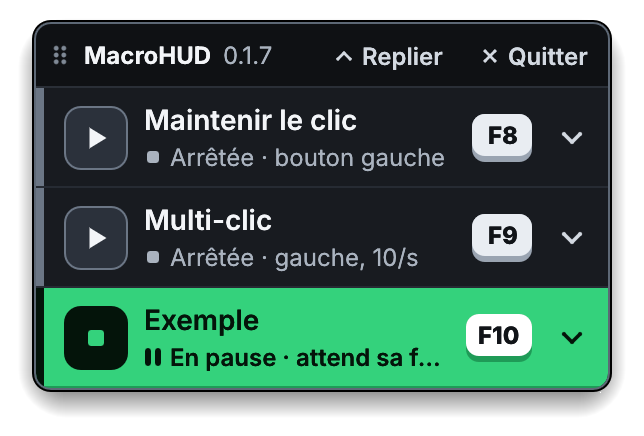 MacroHUD 0.1.7 Replier Quitter
Maintenir le clic F8
Arrêtée · bouton gauche
Multi-clic F9
Arrêtée · gauche, 10/s
Exemple F10
En pause · attend sa f...